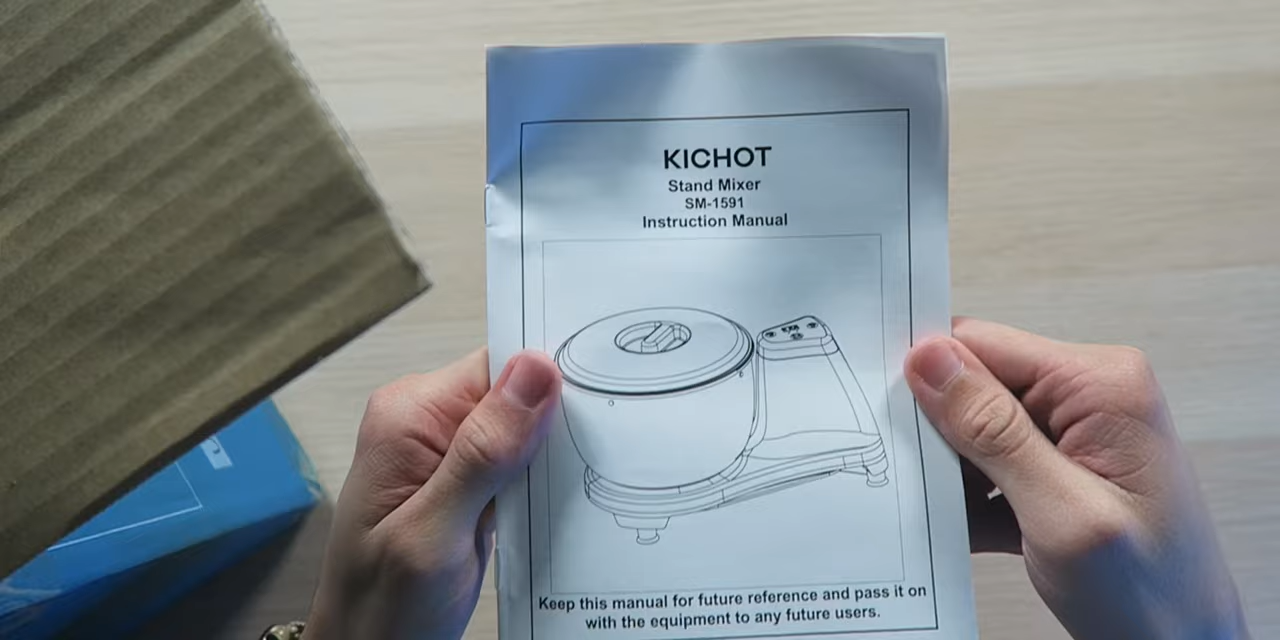 KICHOT
Stand Mixer
SM-1591
Instruction Manual
Keep this manual for future reference and pass it on
with the equipment to any future users.